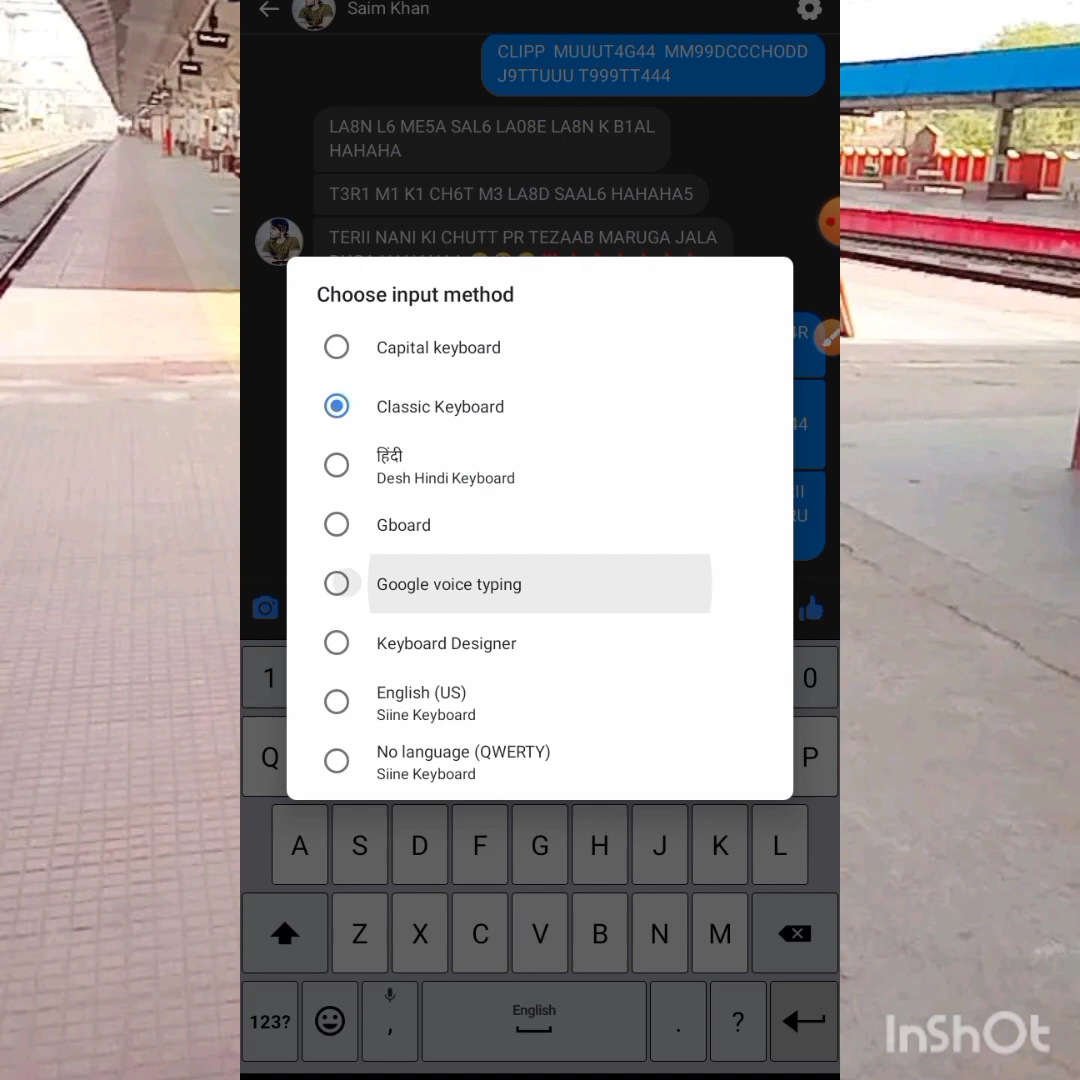 Saim Khan
CLIPP MUUUT4G44 MM99DCCCHODD
J9TTUUU T999TT444
LA8N L6 ME5A SAL6 LA08E LA8N K B1AL
HAHAHA
T3R1 M1 K1 CH6T M3 LA8D SAAL6 HAHAHA5
TERII NANI KI CHUTT PR TEZAAB MARUGA JALA
Choose input method
Capital keyboard
Classic Keyboard
हिंदी
Desh Hindi Keyboard
Gboard
Google voice typing
Keyboard Designer
English (US)
Siine Keyboard
No language (QWERTY)
Siine Keyboard
1 0
Q P
A S D F G H J K L
Z X C V B N M
123? , English . ?
InShOt